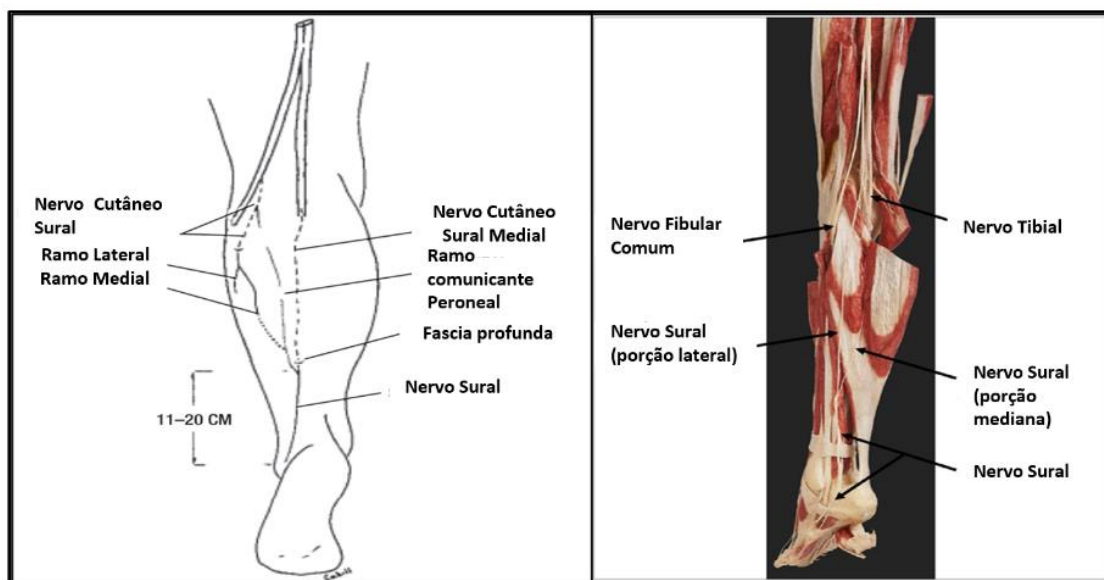 Nervo Cutâneo
Sural
Ramo Lateral
Ramo Medial
11–20 CM
Nervo Cutâneo
Sural Medial
Ramo
comunicante
Peroneal
Fascia profunda
Nervo Sural
Nervo Fibular
Comum
Nervo Sural
(porção lateral)
Nervo Tibial
Nervo Sural
(porção
mediana)
Nervo Sural